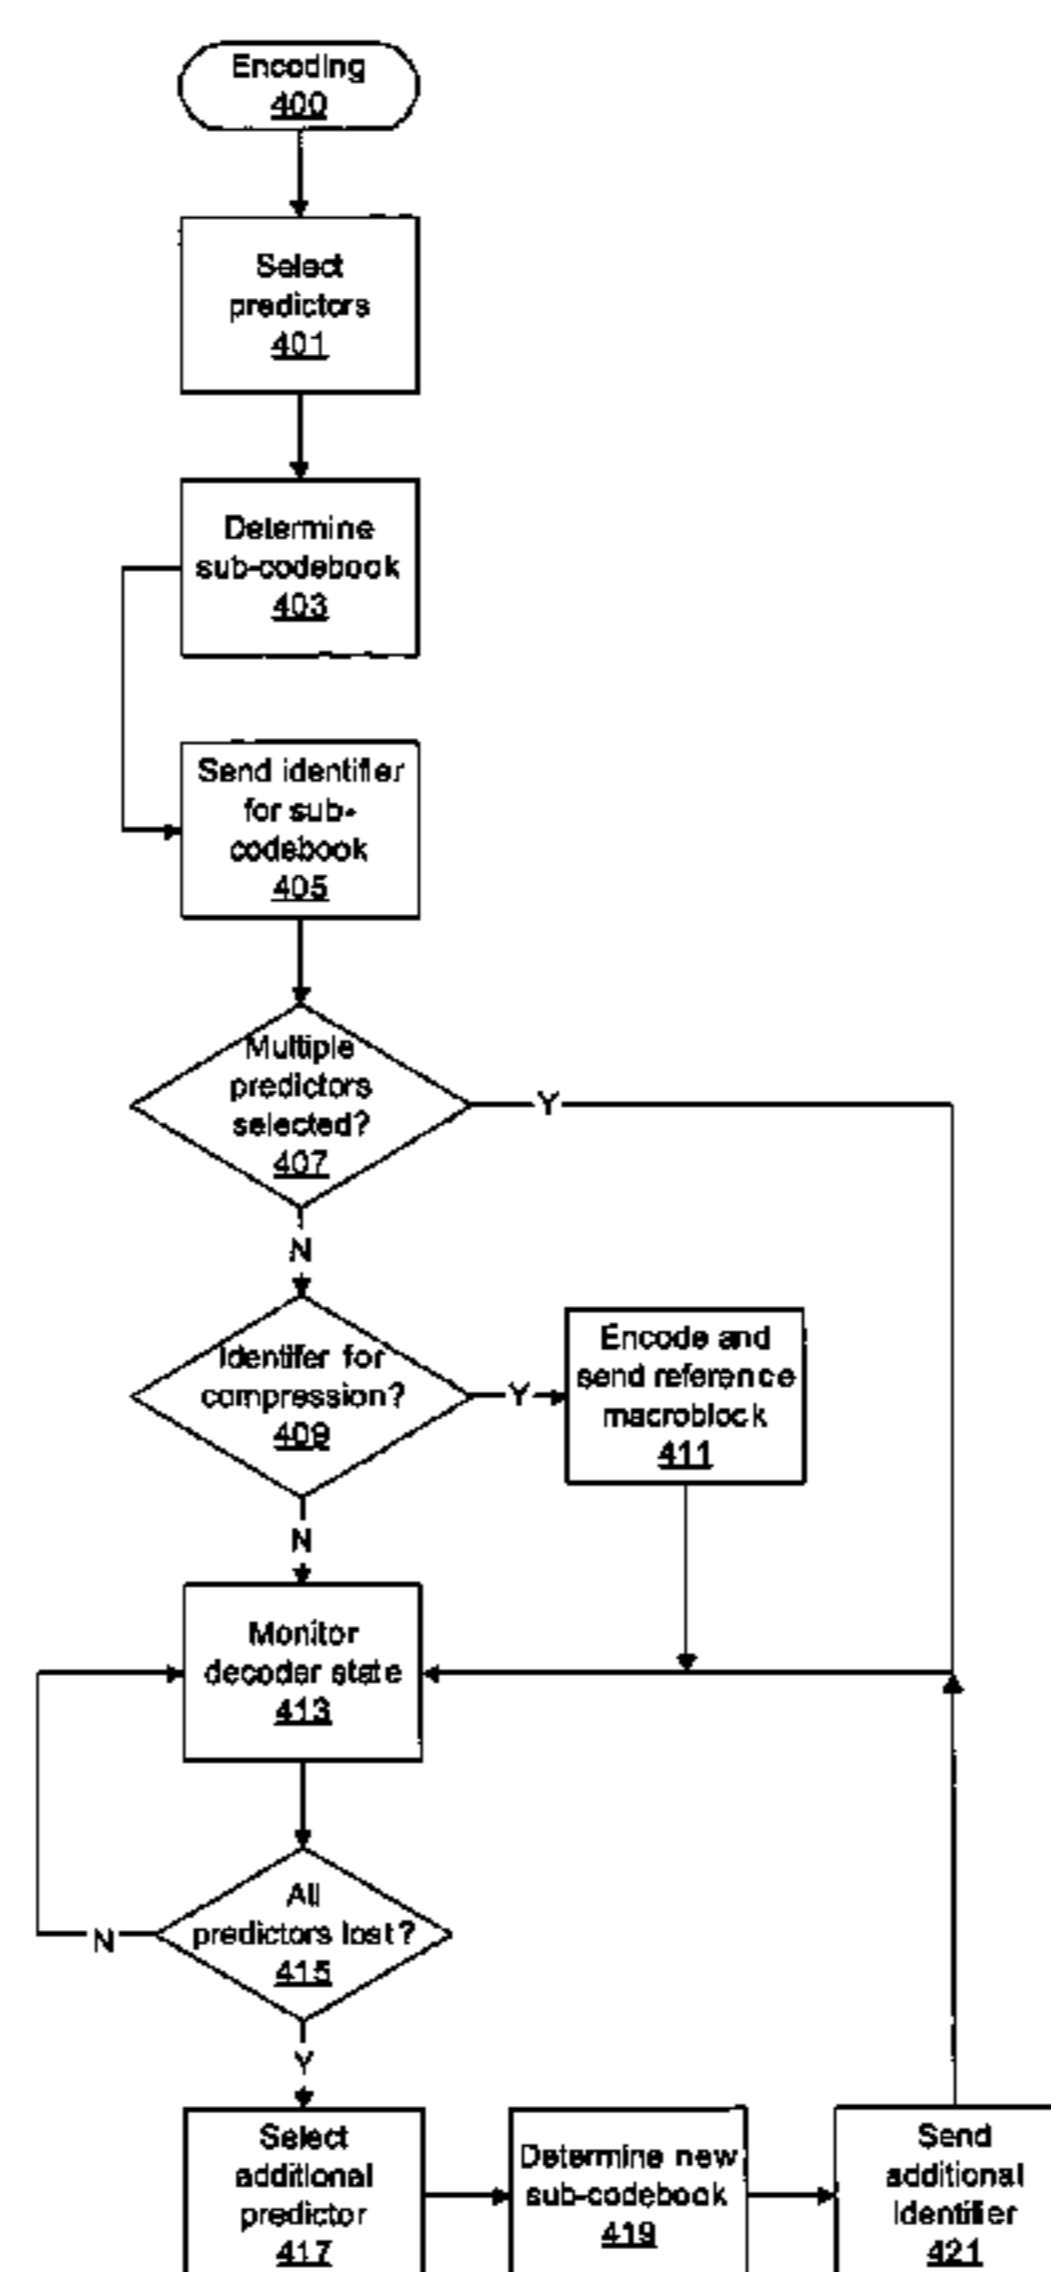 Encoding
400
Select
predictors
401
Determine
sub-codebook
403
Send identifier
for sub-
codebook
405
Multiple
predictors
selected?
407
Y
N
Identifer for
compression?
409
Y
Encode and
send reference
macroblock
411
N
Monitor
decoder state
413
All
predictors lost?
415
N
Y
Select
additional
predictor
417
Determine new
sub-codebook
419
Send
additional
identifier
421